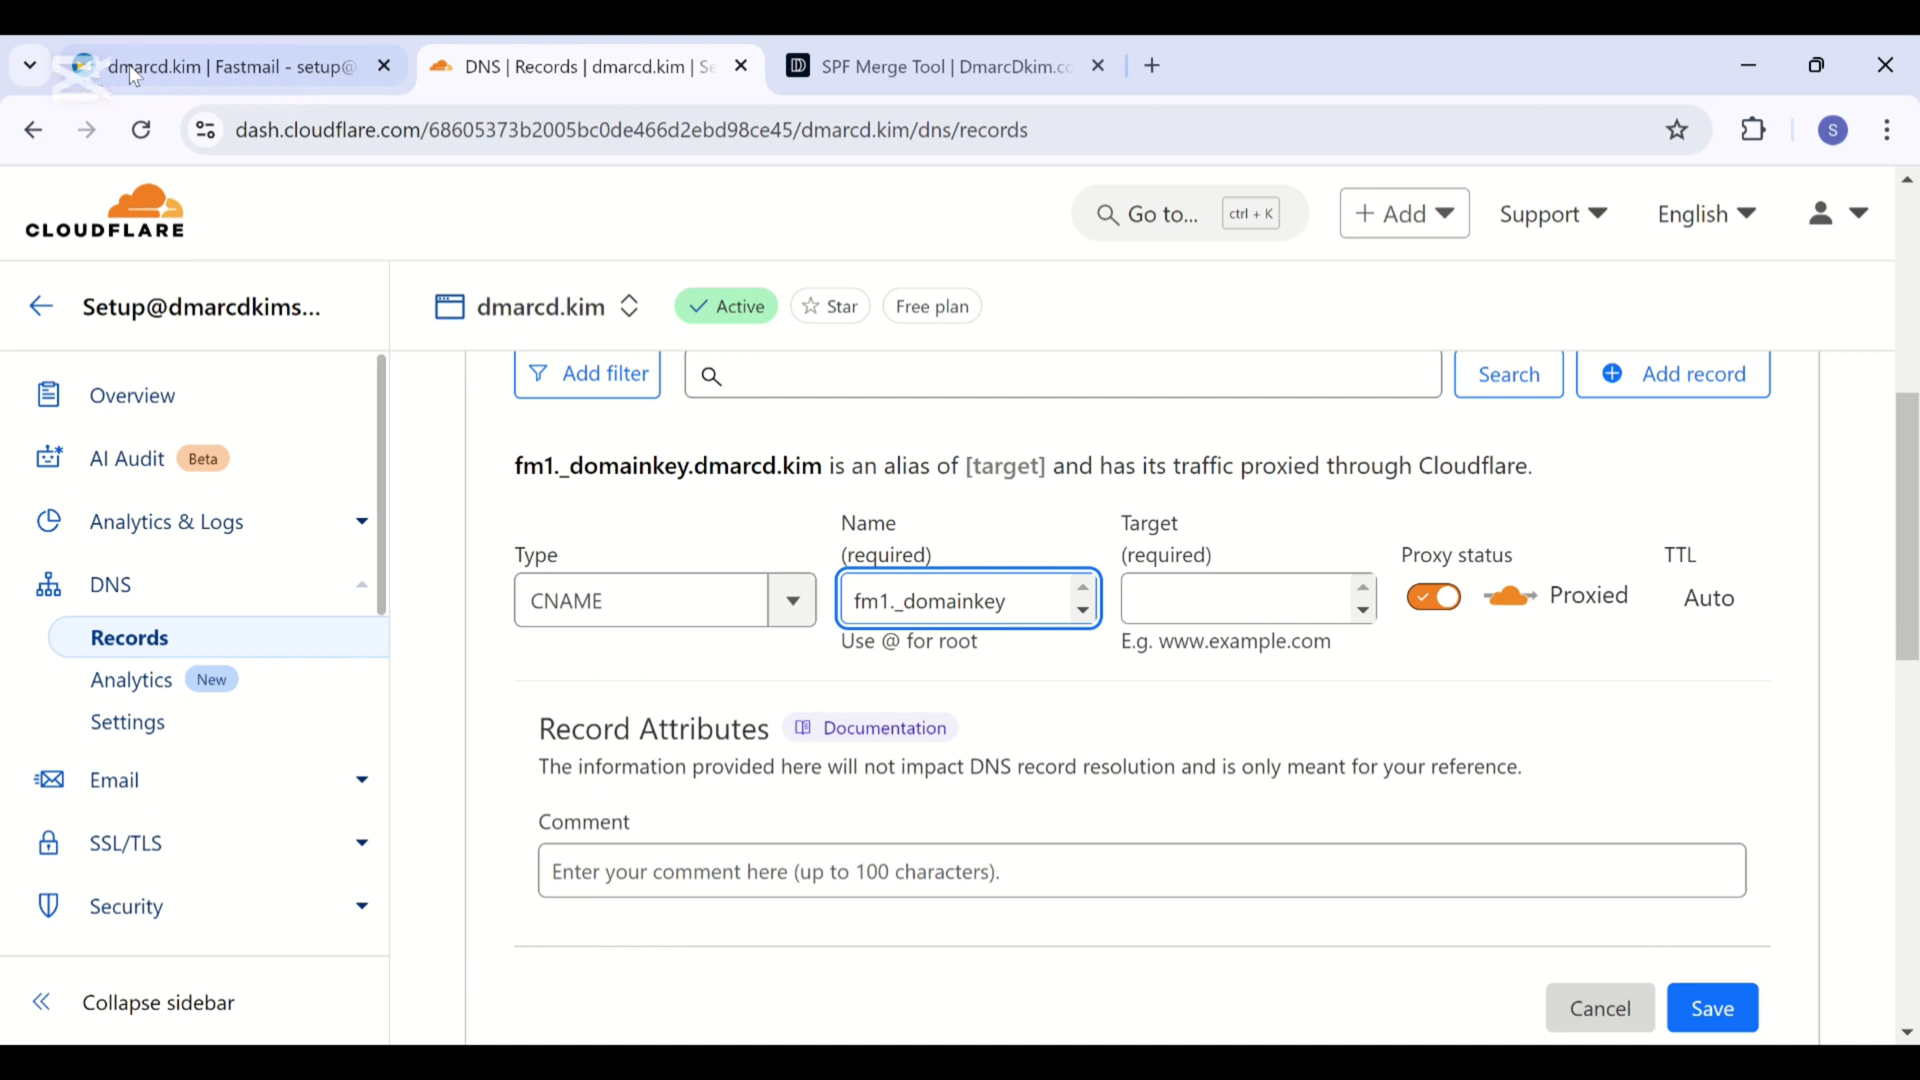 dmarcd.kim | Fastmail - setup@
DNS | Records | dmarcd.kim | Se
SPF Merge Tool | DmarcDkim.co
dash.cloudflare.com/68605373b2005bc0de466d2ebd98ce45/dmarcd.kim/dns/records
S
CLOUDFLARE
Go to...
ctrl + K
+ Add
Support
English
Setup@dmarcdkims...
dmarcd.kim
Active
Star
Free plan
Overview
AI Audit
Beta
Analytics & Logs
DNS
Records
Analytics
New
Settings
Email
SSL/TLS
Security
Collapse sidebar
Add filter
Search
Add record
fm1._domainkey.dmarcd.kim is an alias of [target] and has its traffic proxied through Cloudflare.
Type
Name
(required)
Target
(required)
Proxy status
TTL
CNAME
fm1._domainkey
Proxied
Auto
Use @ for root
E.g. www.example.com
Record Attributes
Documentation
The information provided here will not impact DNS record resolution and is only meant for your reference.
Comment
Enter your comment here (up to 100 characters).
Cancel
Save